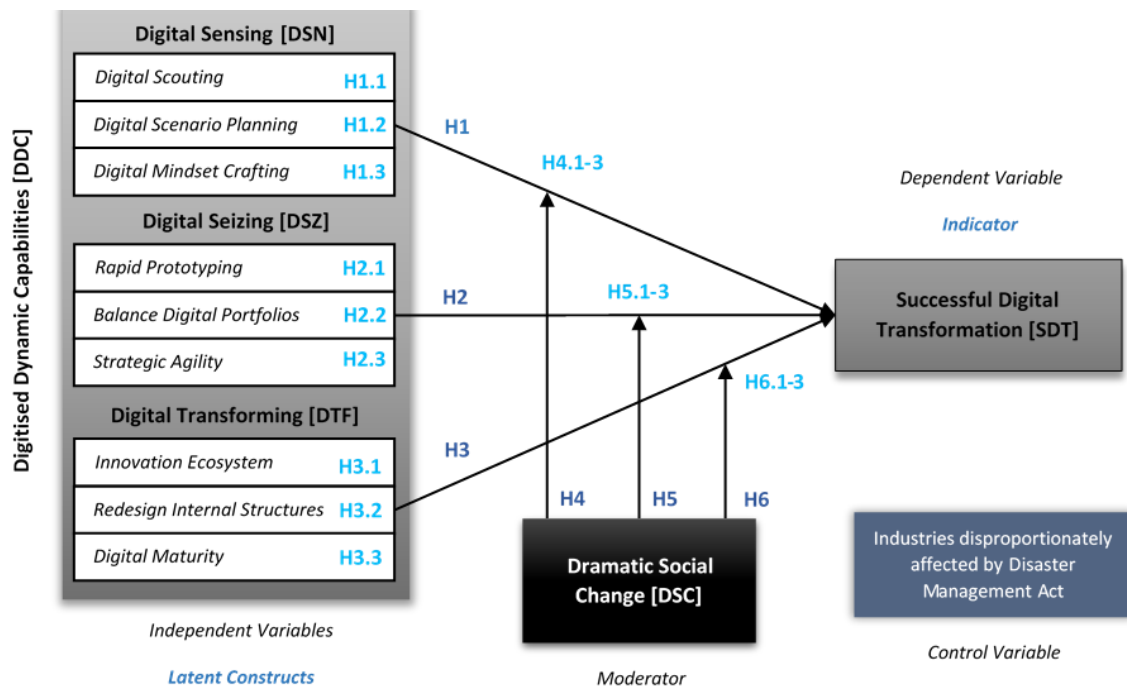 Digitised Dynamic Capabilities [DDC]
Digital Sensing [DSN]
Digital Scouting H1.1
Digital Scenario Planning H1.2
Digital Mindset Crafting H1.3
Digital Seizing [DSZ]
Rapid Prototyping H2.1
Balance Digital Portfolios H2.2
Strategic Agility H2.3
Digital Transforming [DTF]
Innovation Ecosystem H3.1
Redesign Internal Structures H3.2
Digital Maturity H3.3
Independent Variables
Latent Constructs
H1
H4.1-3
H2
H5.1-3
H3
H6.1-3
H4
H5
H6
Dramatic Social
Change [DSC]
Moderator
Dependent Variable
Indicator
Successful Digital
Transformation [SDT]
Industries disproportionately
affected by Disaster
Management Act
Control Variable